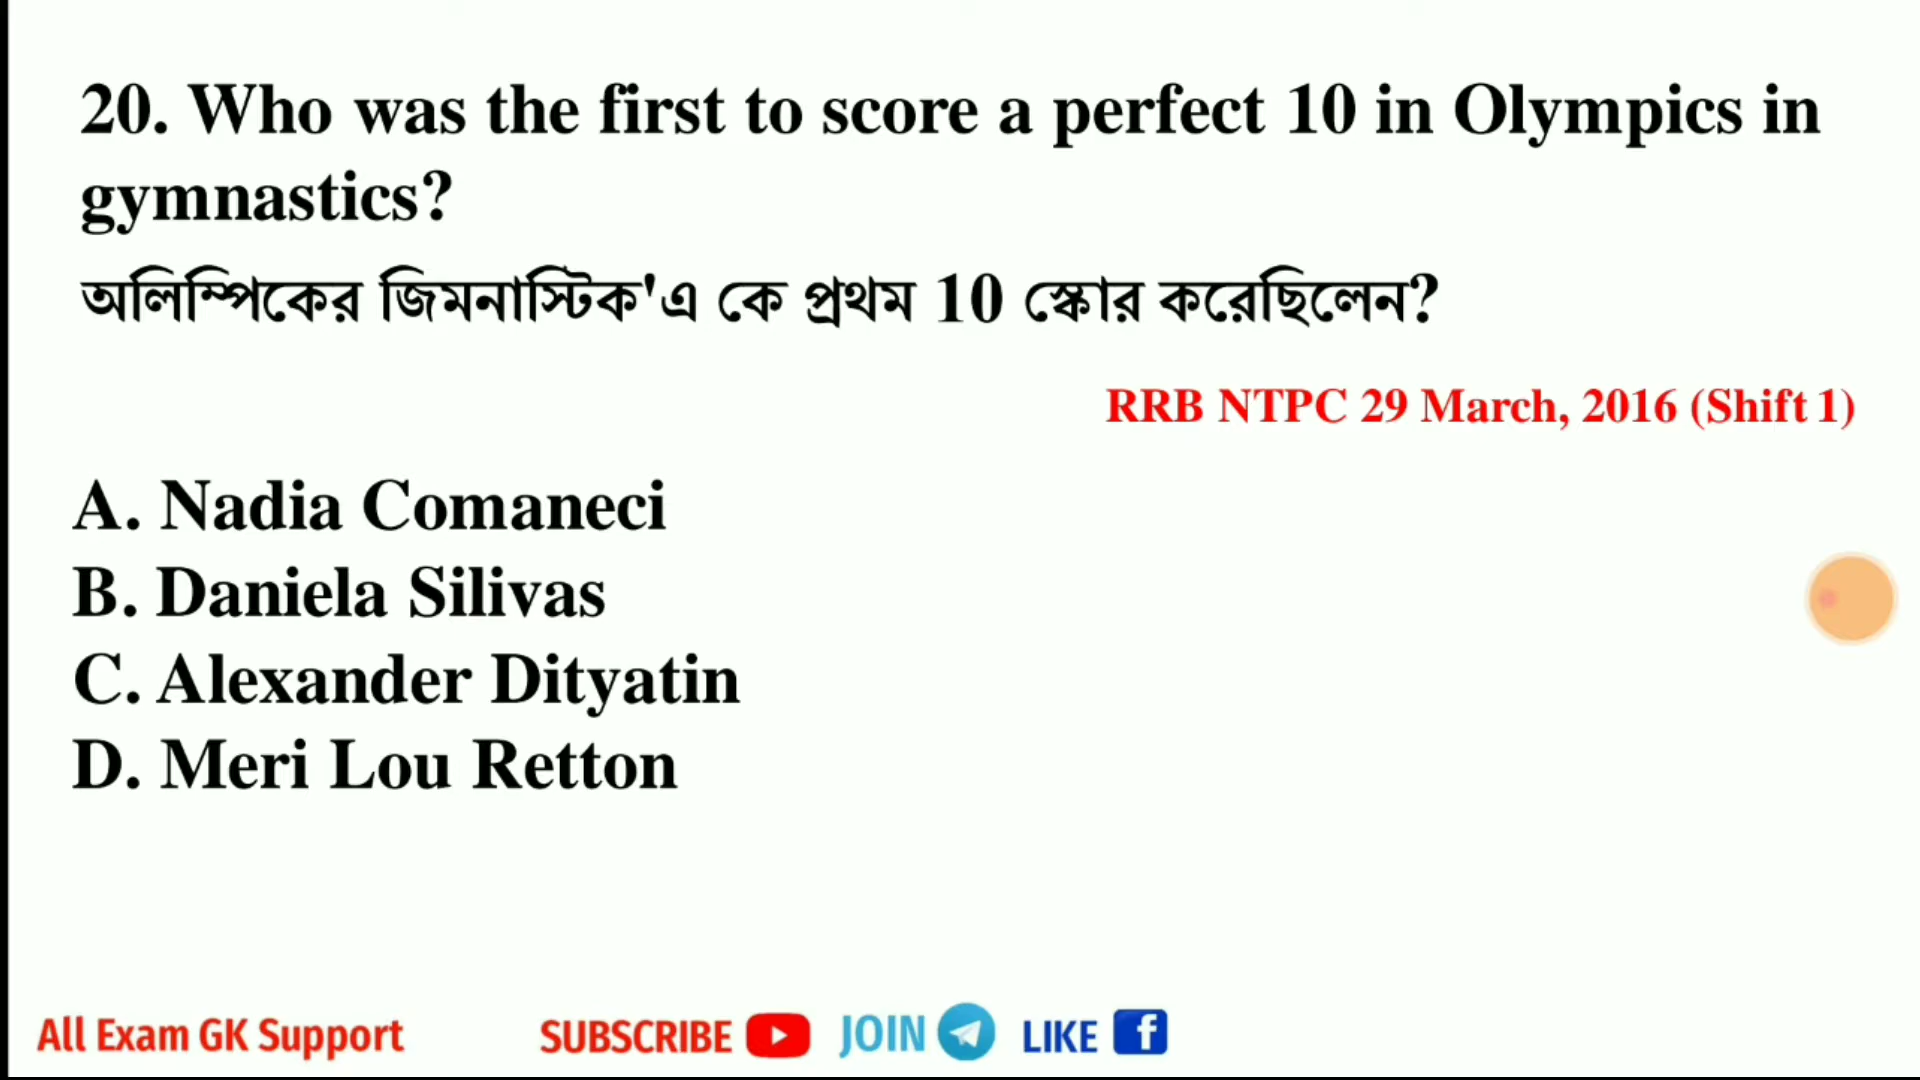 20. Who was the first to score a perfect 10 in Olympics in
gymnastics?
অলিম্পিকের জিমনাস্টিক'এ কে প্রথম 10 স্কোর করেছিলেন?
RRB NTPC 29 March, 2016 (Shift 1)
A. Nadia Comaneci
B. Daniela Silivas
C. Alexander Dityatin
D. Meri Lou Retton
All Exam GK Support SUBSCRIBE JOIN LIKE f